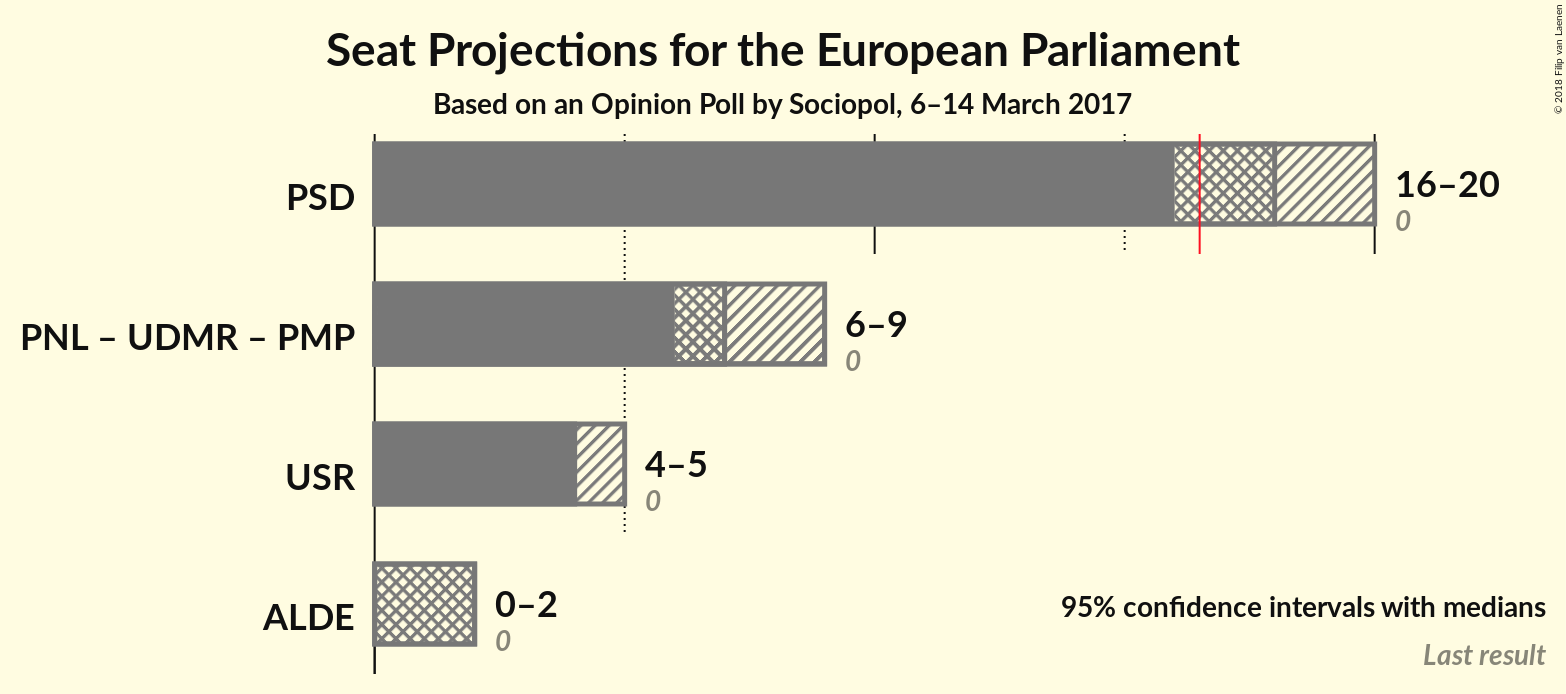 Seat Projections for the European Parliament
Based on an Opinion Poll by Sociopol, 6–14 March 2017
© 2018 Filip van Laenen
PSD
16–20
0
PNL – UDMR – PMP
6–9
0
USR
4–5
0
ALDE
0–2
0
95% confidence intervals with medians
Last result